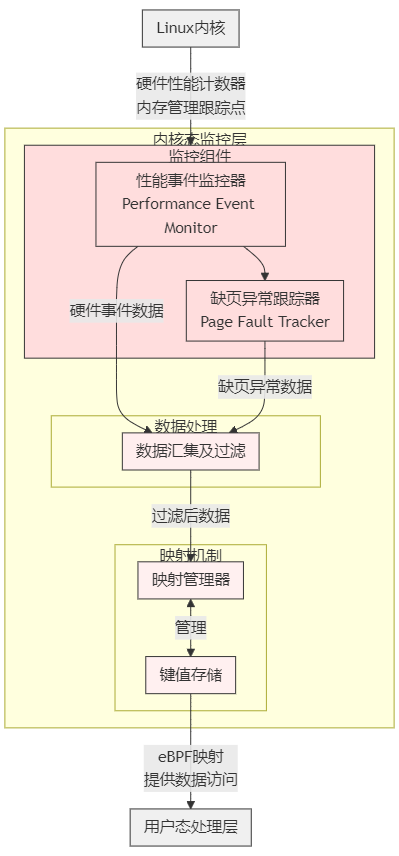 Linux内核
硬件性能计数器
内存管理跟踪点
内核态监控层
监控组件
性能事件监控器
Performance Event
Monitor
硬件事件数据
缺页异常跟踪器
Page Fault Tracker
缺页异常数据
数据处理
数据汇集及过滤
过滤后数据
映射机制
映射管理器
管理
键值存储
eBPF映射
提供数据访问
用户态处理层